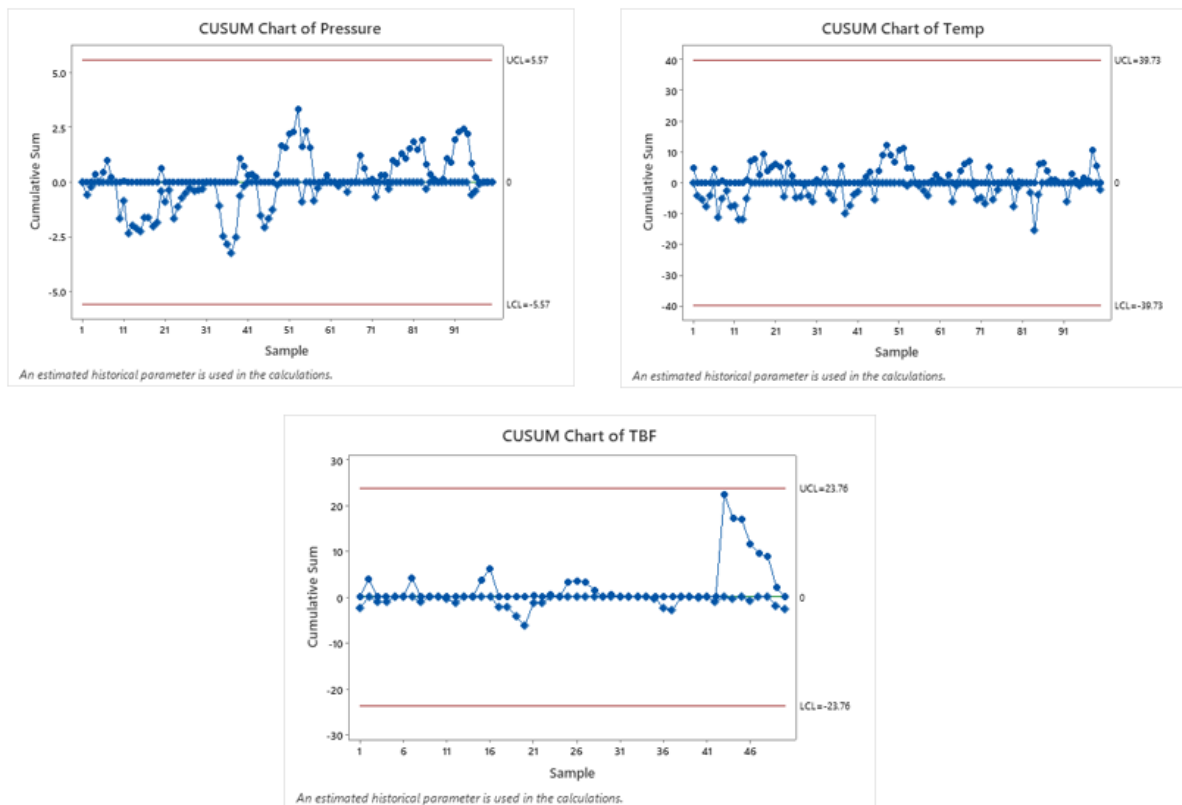 CUSUM Chart of Pressure
UCL=5.57
5.0
2.5
0.0
0
-2.5
-5.0
LCL=-5.57
Cumulative Sum
1 11 21 31 41 51 61 71 81 91
Sample
An estimated historical parameter is used in the calculations.
CUSUM Chart of Temp
40
UCL=39.73
30
20
10
0
0
-10
-20
-30
-40
LCL=-39.73
Cumulative Sum
1 11 21 31 41 51 61 71 81 91
Sample
An estimated historical parameter is used in the calculations.
CUSUM Chart of TBF
30
UCL=23.76
20
10
0
0
-10
-20
LCL=-23.76
-30
Cumulative Sum
1 6 11 16 21 26 31 36 41 46
Sample
An estimated historical parameter is used in the calculations.